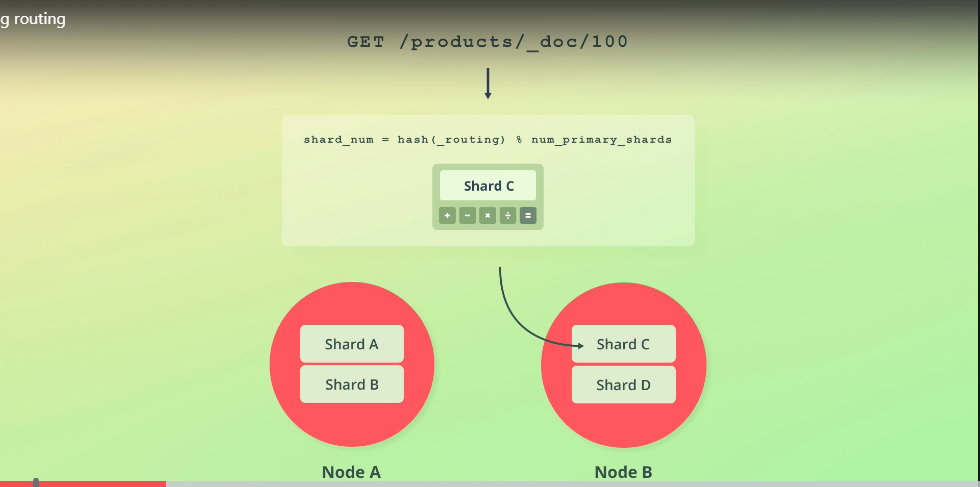 g routing
GET /products/_doc/100
shard_num = hash(_routing) % num_primary_shards
Shard C
+ − × ÷ =
Shard A
Shard B
Shard C
Shard D
Node A
Node B